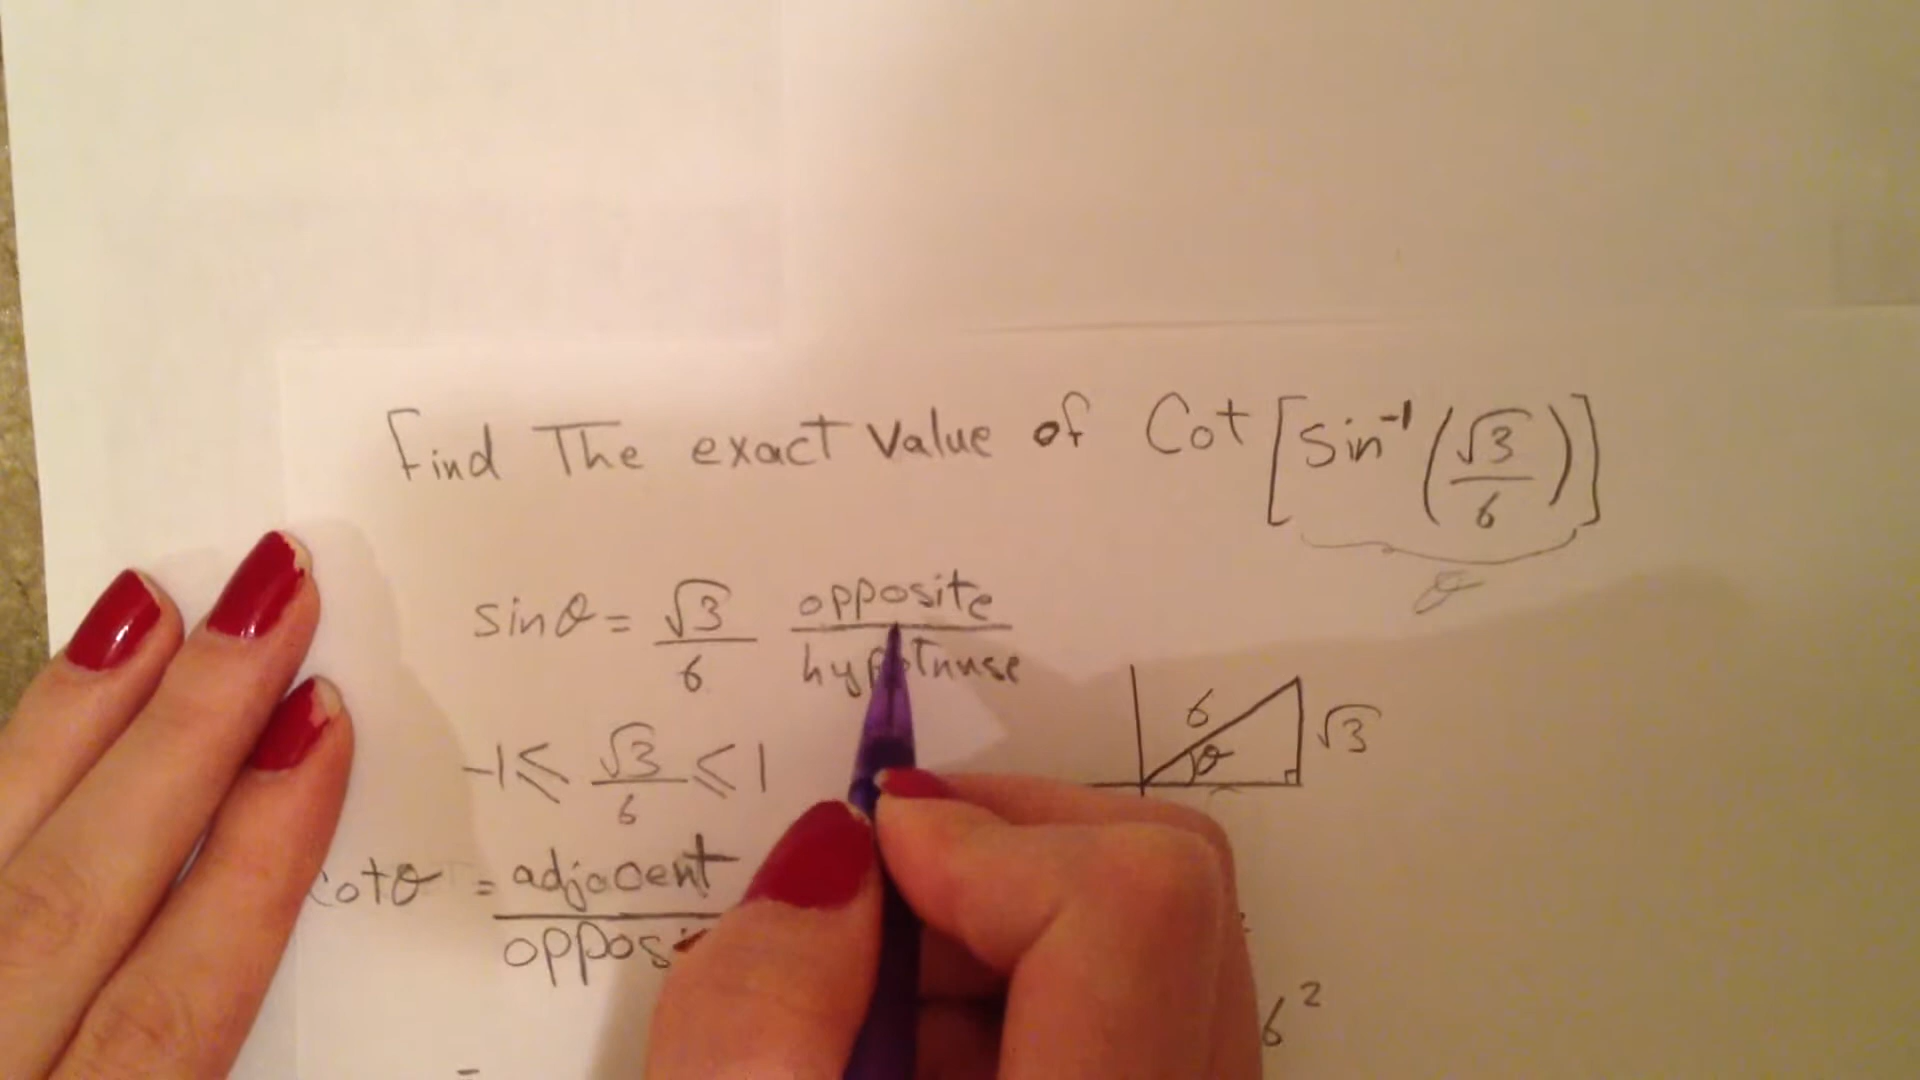 Find The exact value of Cot [Sin⁻¹ (√3/6)]
θ
sinθ = √3/6 opposite/hypotnuse
6 θ √3
-1 ≤ √3/6 ≤ 1
cotθ = adjacent/
6²
=